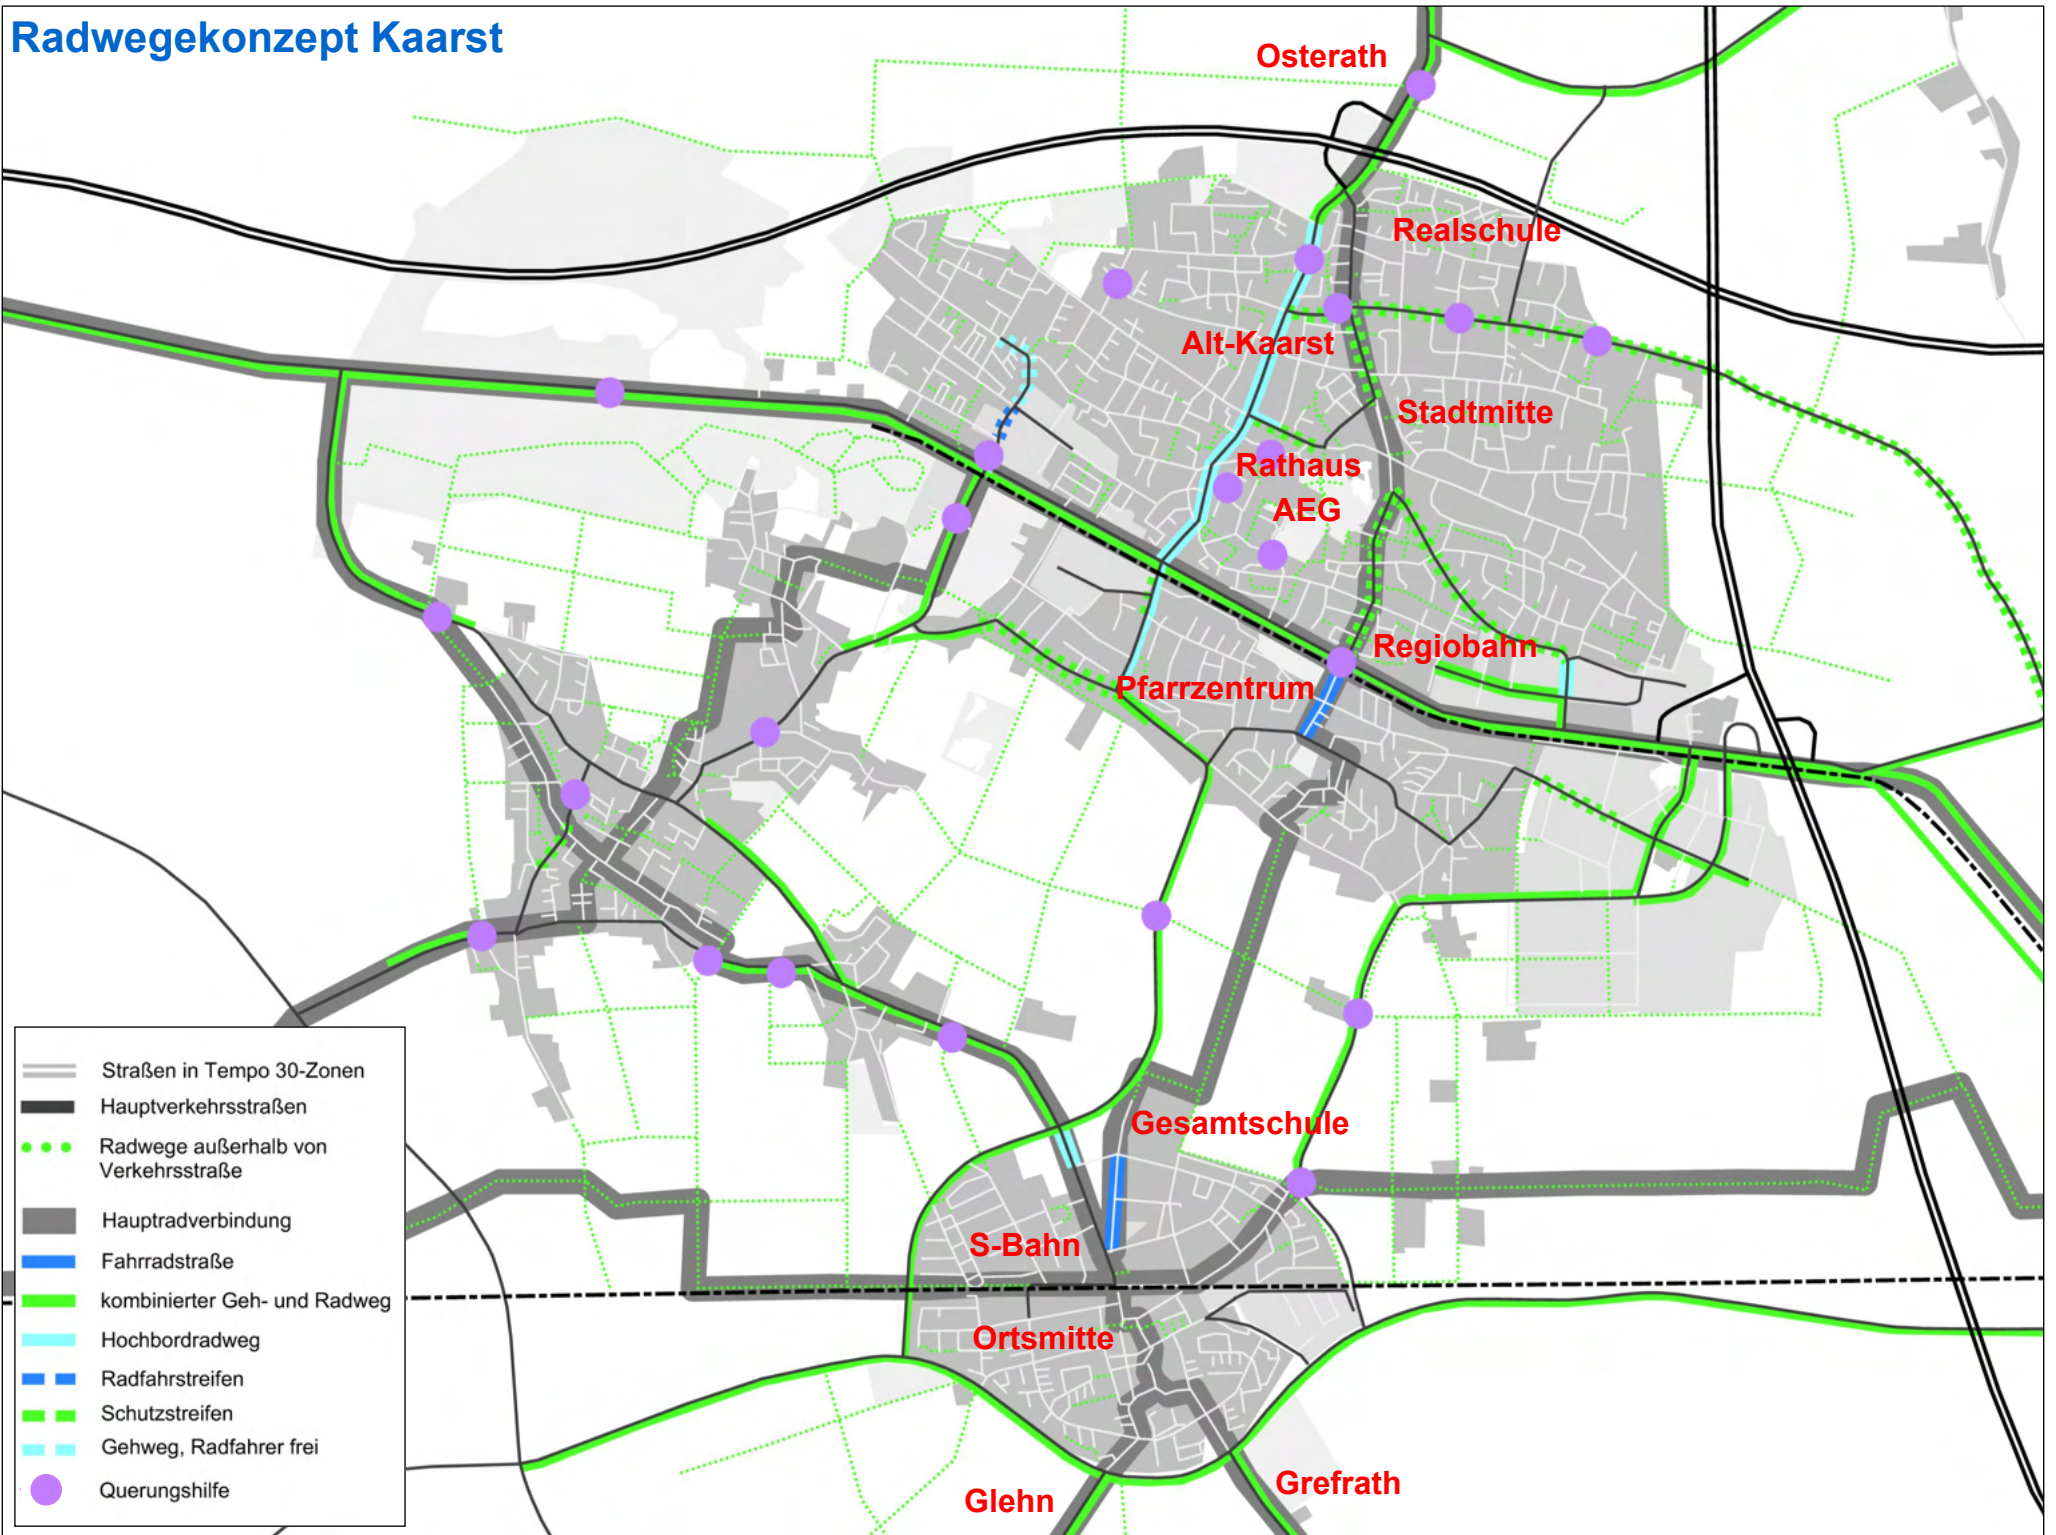 Radwegekonzept Kaarst
Osterath
Realschule
Alt-Kaarst
Stadtmitte
Rathaus
AEG
Regiobahn
Pfarrzentrum
Gesamtschule
S-Bahn
Ortsmitte
Grefrath
Glehn
Straßen in Tempo 30-Zonen
Hauptverkehrsstraßen
Radwege außerhalb von
Verkehrsstraße
Hauptradverbindung
Fahrradstraße
kombinierter Geh- und Radweg
Hochbordradweg
Radfahrstreifen
Schutzstreifen
Gehweg, Radfahrer frei
Querungshilfe